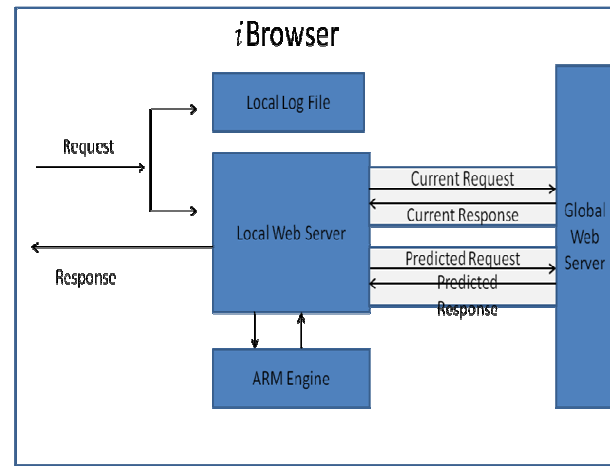 iBrowser
Local Log File
Request
Current Request
Current Response
Global
Web
Server
Local Web Server
Predicted Request
Predicted
Response
Response
ARM Engine